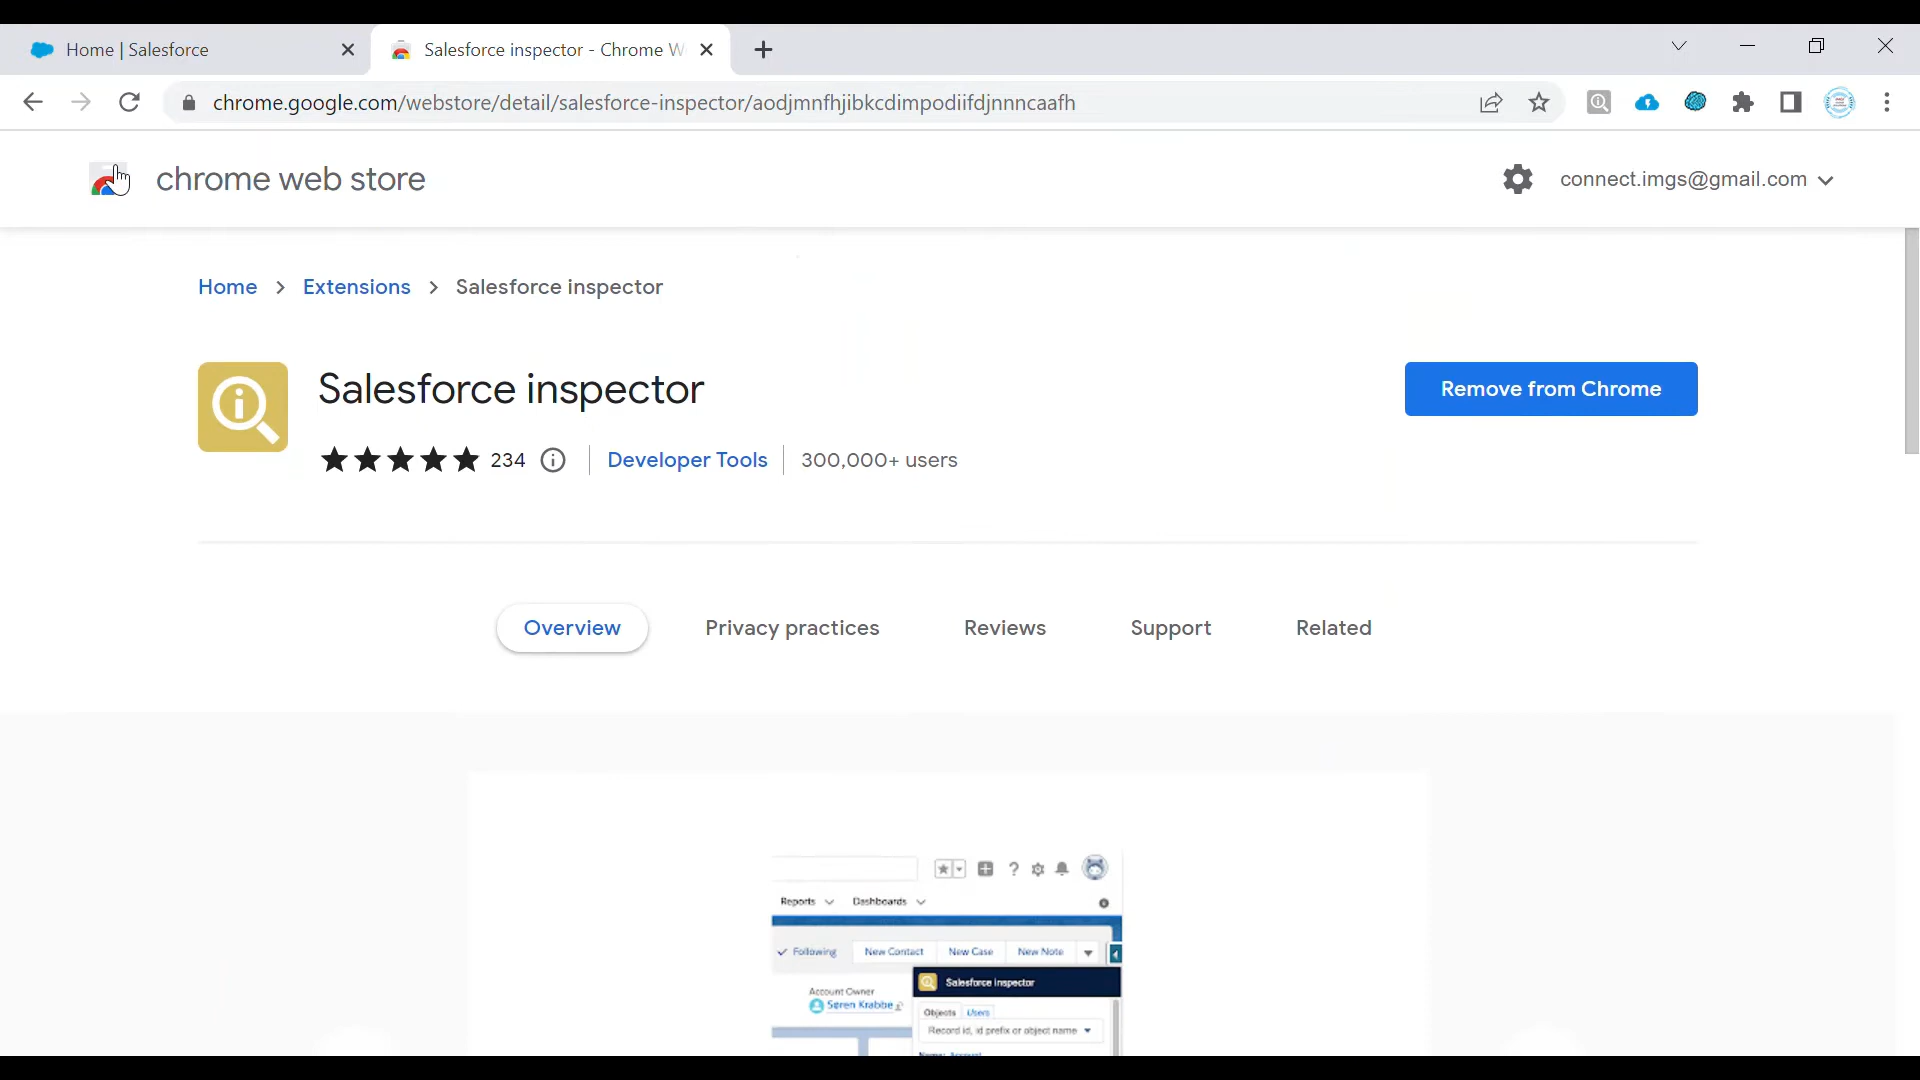 Home | Salesforce
Salesforce inspector - Chrome W
chrome.google.com/webstore/detail/salesforce-inspector/aodjmnfhjibkcdimpodiifdjnnncaafh
chrome web store
connect.imgs@gmail.com
Home > Extensions > Salesforce inspector
Salesforce inspector
Remove from Chrome
234
Developer Tools
300,000+ users
Overview
Privacy practices
Reviews
Support
Related
Reports
Dashboards
Following
New Contact
New Case
New Note
Salesforce inspector
Account Owner
Søren Krabbe
Objects
Users
Record id, id prefix or object name